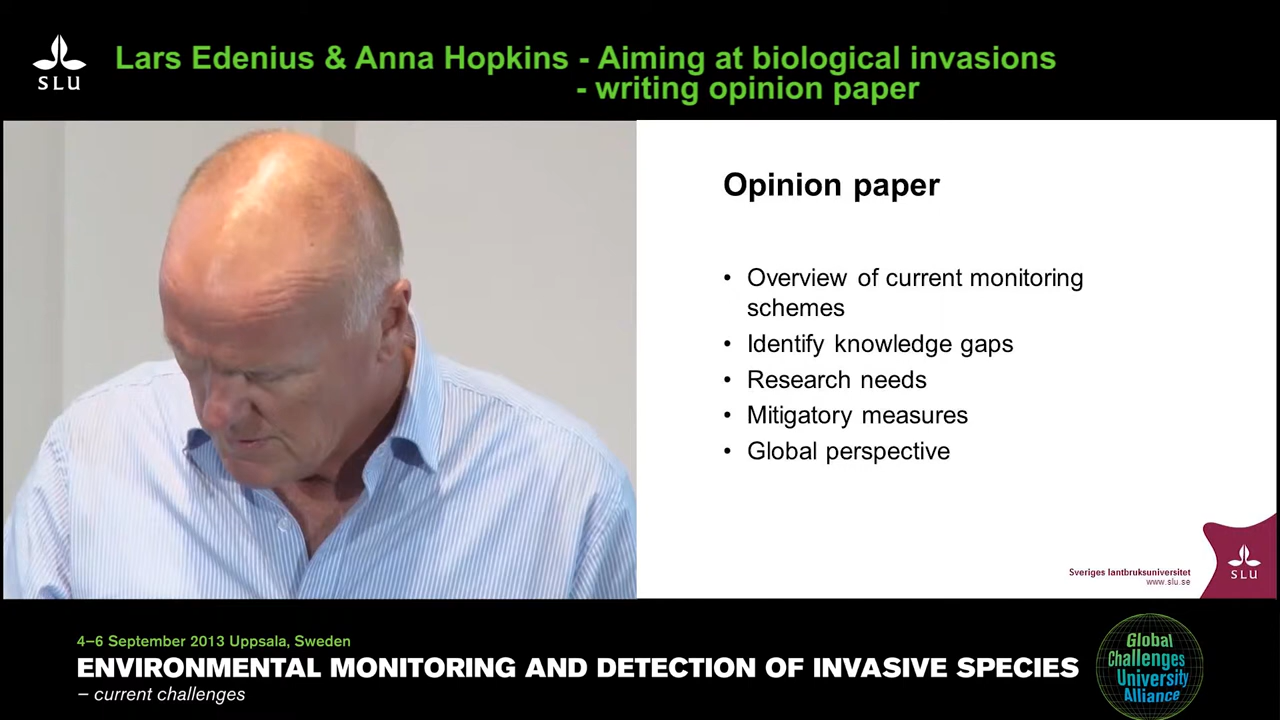 SLU
Lars Edenius & Anna Hopkins - Aiming at biological invasions
- writing opinion paper
Opinion paper
• Overview of current monitoring
schemes
• Identify knowledge gaps
• Research needs
• Mitigatory measures
• Global perspective
Sveriges lantbruksuniversitet
www.slu.se
SLU
4–6 September 2013 Uppsala, Sweden
ENVIRONMENTAL MONITORING AND DETECTION OF INVASIVE SPECIES
– current challenges
Global
Challenges
University
Alliance